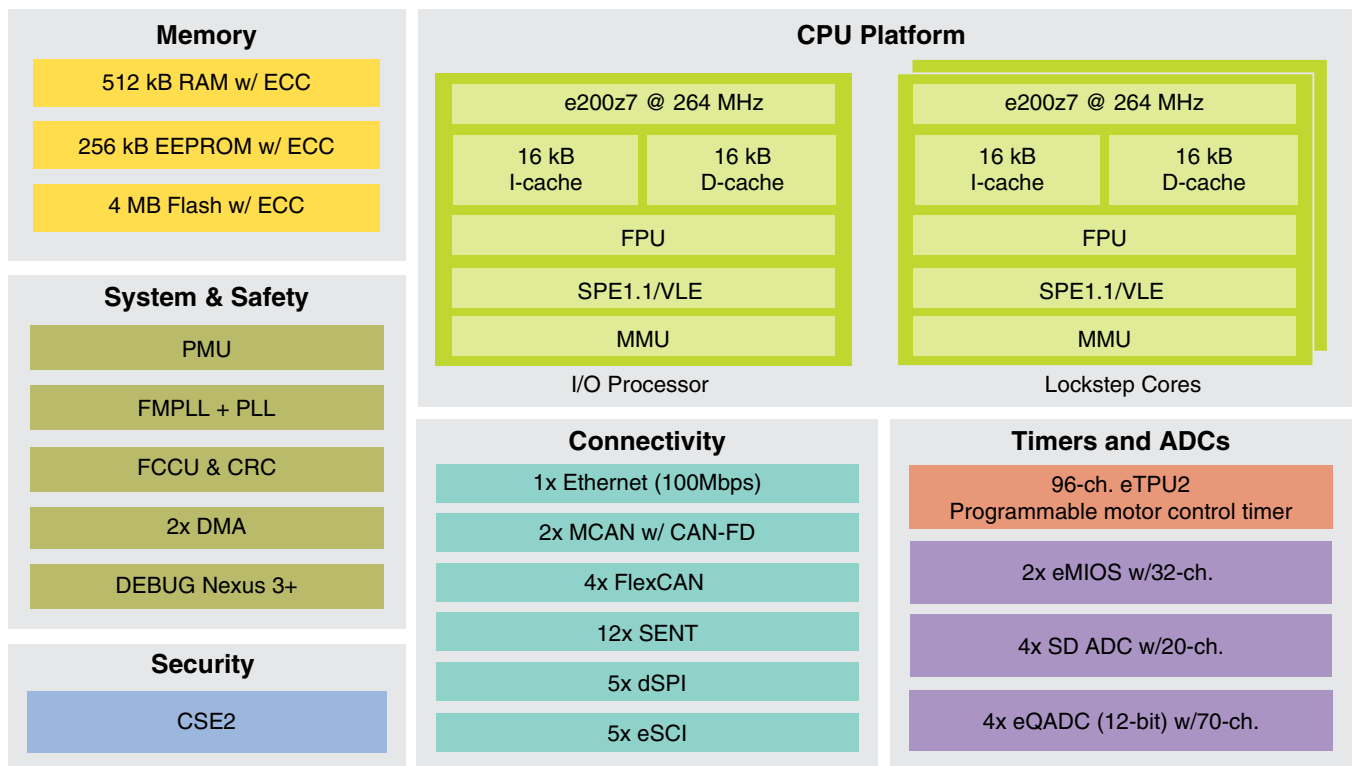 Memory
512 kB RAM w/ ECC
256 kB EEPROM w/ ECC
4 MB Flash w/ ECC
System & Safety
PMU
FMPLL + PLL
FCCU & CRC
2x DMA
DEBUG Nexus 3+
Security
CSE2
CPU Platform
e200z7 @ 264 MHz
16 kB
I-cache
16 kB
D-cache
FPU
SPE1.1/VLE
MMU
I/O Processor
e200z7 @ 264 MHz
16 kB
I-cache
16 kB
D-cache
FPU
SPE1.1/VLE
MMU
Lockstep Cores
Connectivity
1x Ethernet (100Mbps)
2x MCAN w/ CAN-FD
4x FlexCAN
12x SENT
5x dSPI
5x eSCI
Timers and ADCs
96-ch. eTPU2
Programmable motor control timer
2x eMIOS w/32-ch.
4x SD ADC w/20-ch.
4x eQADC (12-bit) w/70-ch.